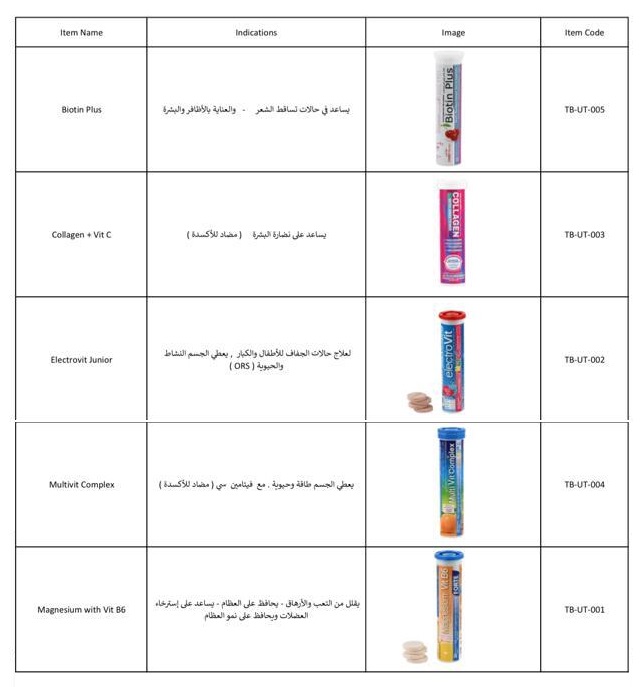 Item Name Indications Image Item Code
Biotin Plus يساعد في حالات تساقط الشعر - والعناية بالأظافر والبشرة Biotin Plus TB-UT-005
Collagen + Vit C يساعد على نضارة البشرة ( مضاد للأكسدة ) COLLAGEN TB-UT-003
Electrovit Junior لعلاج حالات الجفاف للأطفال والكبار , يعطي الجسم النشاط electroVit TB-UT-002
والحيوية ( ORS )
Multivit Complex يعطي الجسم طاقة وحيوية . مع فيتامين سي ( مضاد للأكسدة ) Multi Vit Complex TB-UT-004
Magnesium with Vit B6 يقلل من التعب والأرهاق - يحافظ على العظام - يساعد على إسترخاء Magnesium Vit B6 FORTE TB-UT-001
العضلات ويحافظ على نمو العظام